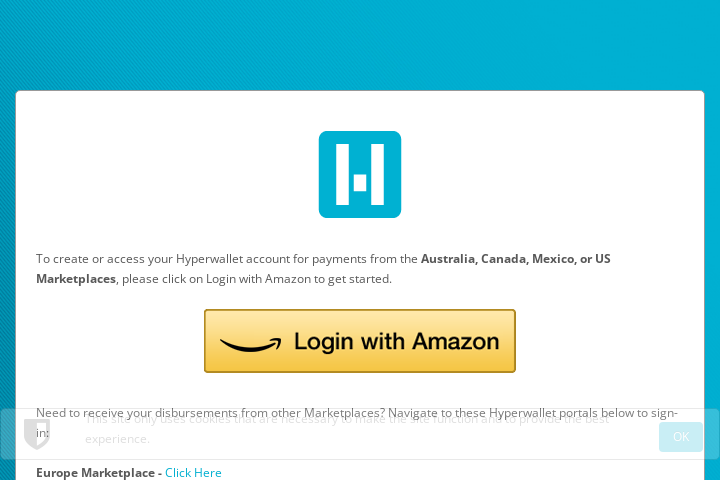 To create or access your Hyperwallet account for payments from the Australia, Canada, Mexico, or US
Marketplaces, please click on Login with Amazon to get started.
Login with Amazon
Need to receive your disbursements from other Marketplaces? Navigate to these Hyperwallet portals below to sign-
in:
This site only uses cookies that are necessary to make the site function and to provide the best
experience.
OK
Europe Marketplace - Click Here